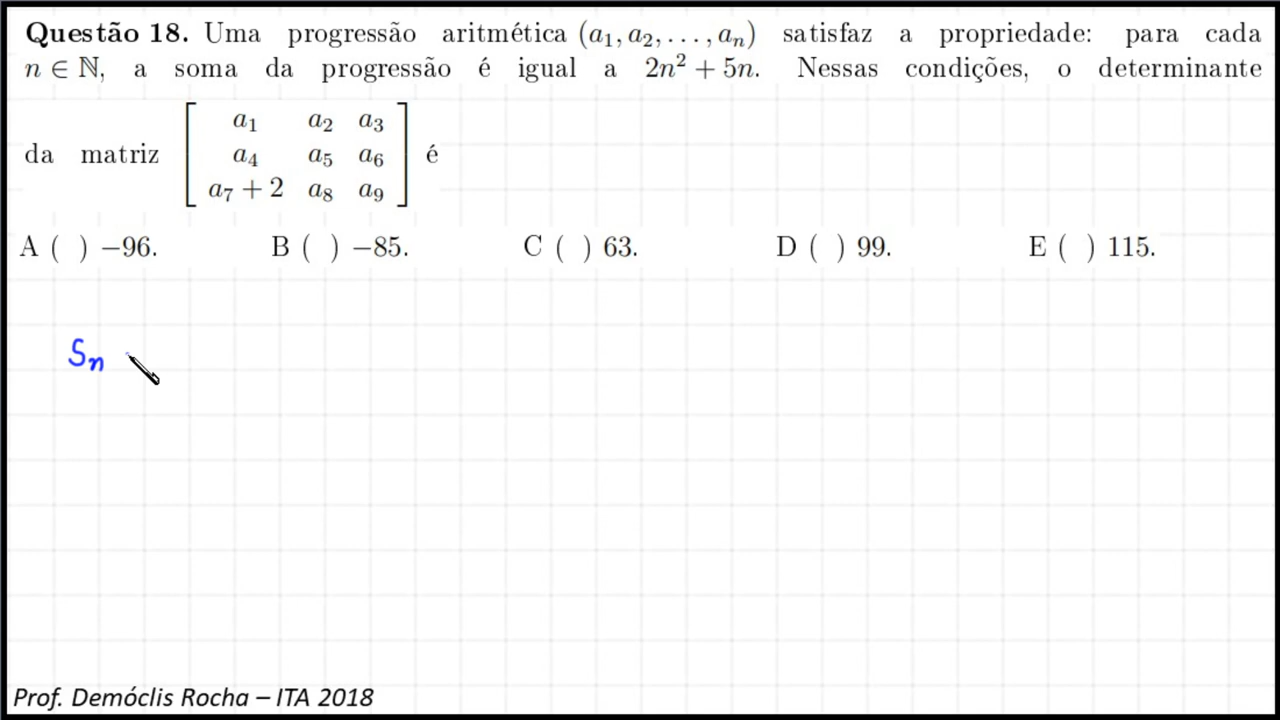 Questão 18. Uma progressão aritmética (a₁, a₂, . . . , aₙ) satisfaz a propriedade: para cada
n ∈ ℕ, a soma da progressão é igual a 2n² + 5n. Nessas condições, o determinante
a₁ a₂ a₃
da matriz a₄ a₅ a₆ é
a₇ + 2 a₈ a₉
A ( ) −96. B ( ) −85. C ( ) 63. D ( ) 99. E ( ) 115.
Sₙ
Prof. Demóclis Rocha – ITA 2018